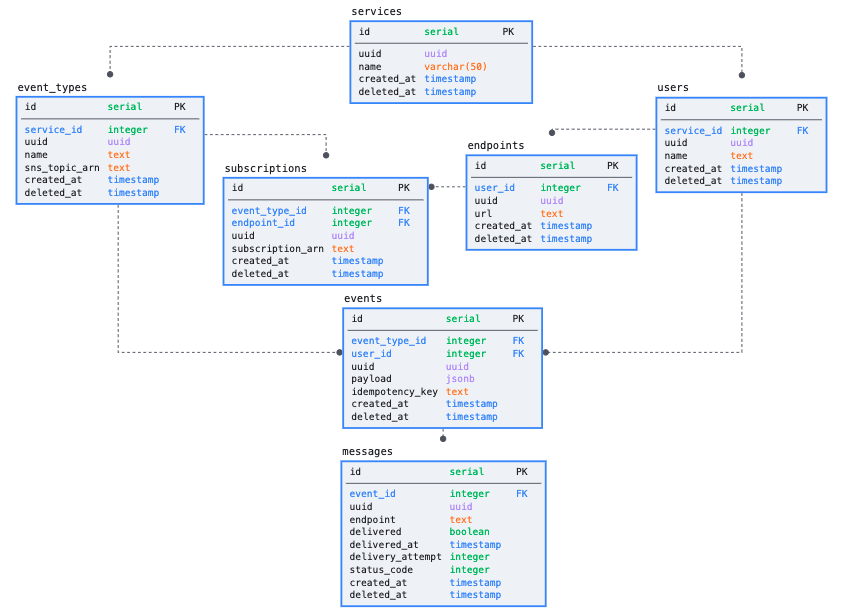 services
id serial PK
uuid uuid
name varchar(50)
created_at timestamp
deleted_at timestamp
event_types
id serial PK
service_id integer FK
uuid uuid
name text
sns_topic_arn text
created_at timestamp
deleted_at timestamp
users
id serial PK
service_id integer FK
uuid uuid
name text
created_at timestamp
deleted_at timestamp
subscriptions
id serial PK
event_type_id integer FK
endpoint_id integer FK
uuid uuid
subscription_arn text
created_at timestamp
deleted_at timestamp
endpoints
id serial PK
user_id integer FK
uuid uuid
url text
created_at timestamp
deleted_at timestamp
events
id serial PK
event_type_id integer FK
user_id integer FK
uuid uuid
payload jsonb
idempotency_key text
created_at timestamp
deleted_at timestamp
messages
id serial PK
event_id integer FK
uuid uuid
endpoint text
delivered boolean
delivered_at timestamp
delivery_attempt integer
status_code integer
created_at timestamp
deleted_at timestamp